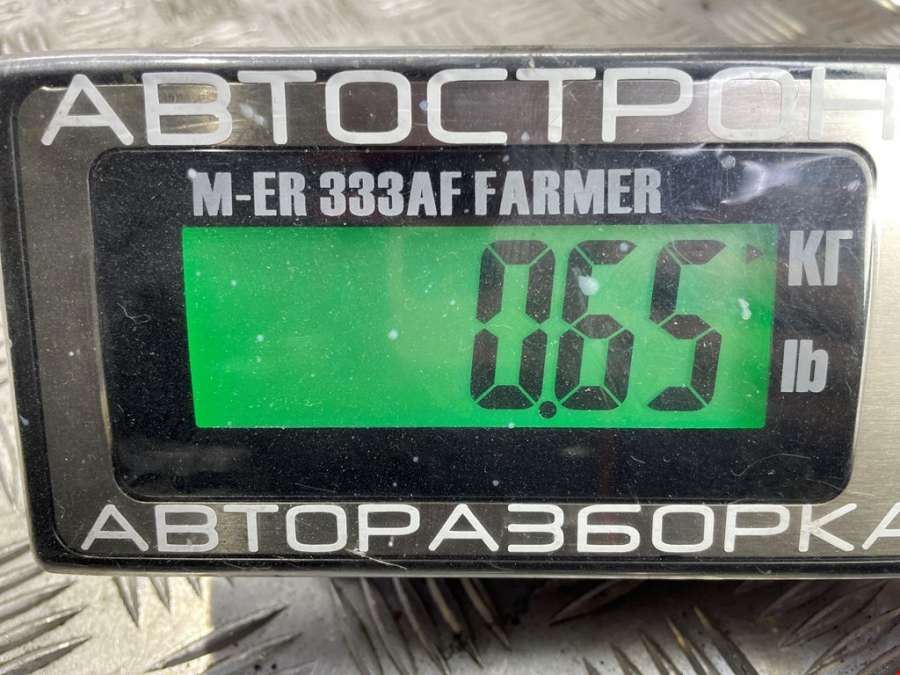 АВТОСТРОН
M-ER 333AF FARMER
0.65
КГ
lb
АВТОРАЗБОРКА